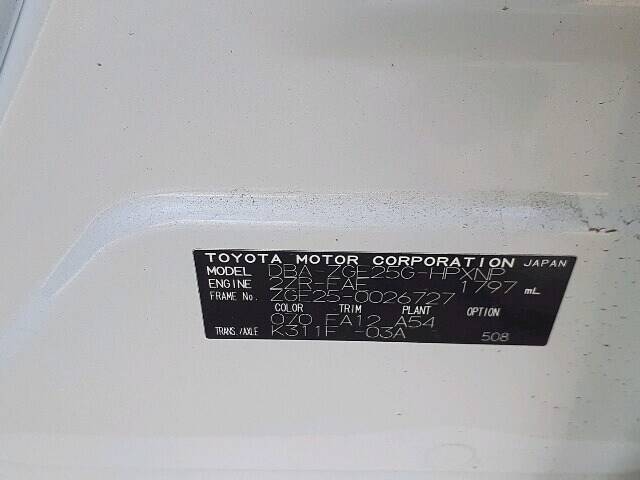 TOYOTA MOTOR CORPORATION JAPAN
MODEL DBA-ZGE25G-HPXNP
ENGINE 2ZR-FAE 1797 mL
FRAME No. ZGE25-0026727
COLOR TRIM PLANT OPTION
070 FA12 A54
TRANS./AXLE K311F -03A 508